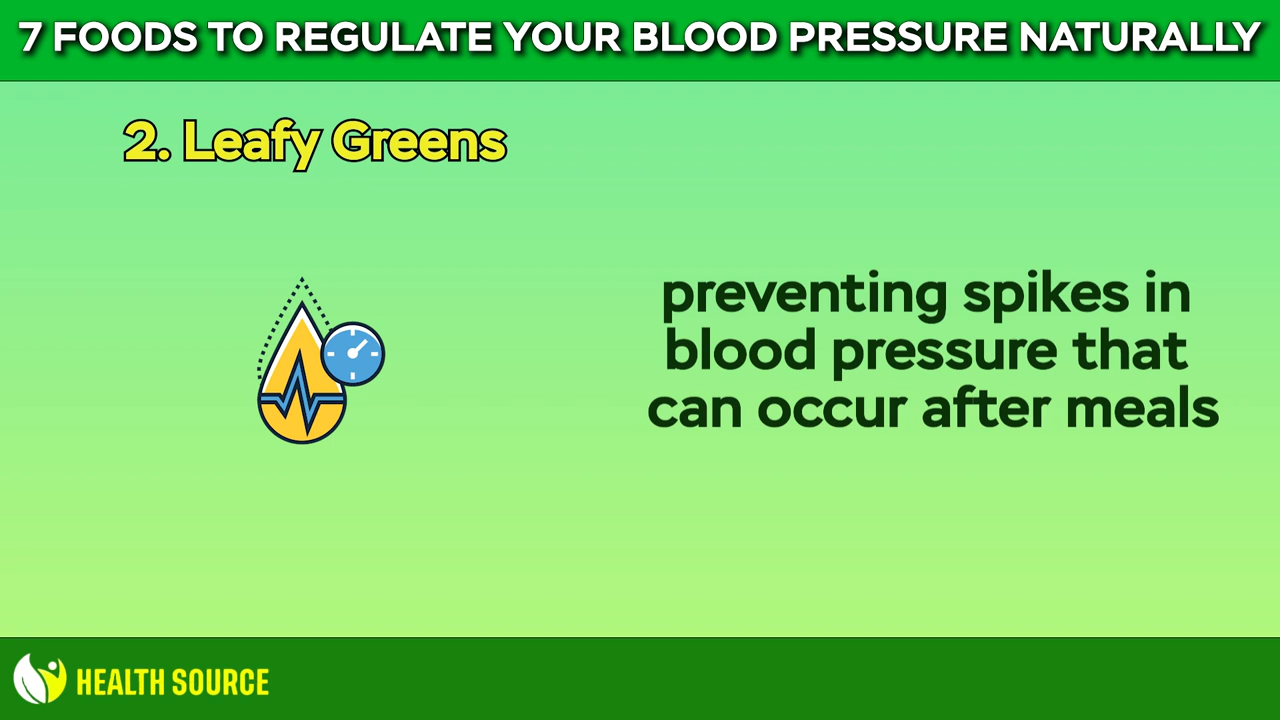 7 FOODS TO REGULATE YOUR BLOOD PRESSURE NATURALLY
2. Leafy Greens
preventing spikes in
blood pressure that
can occur after meals
HEALTH SOURCE